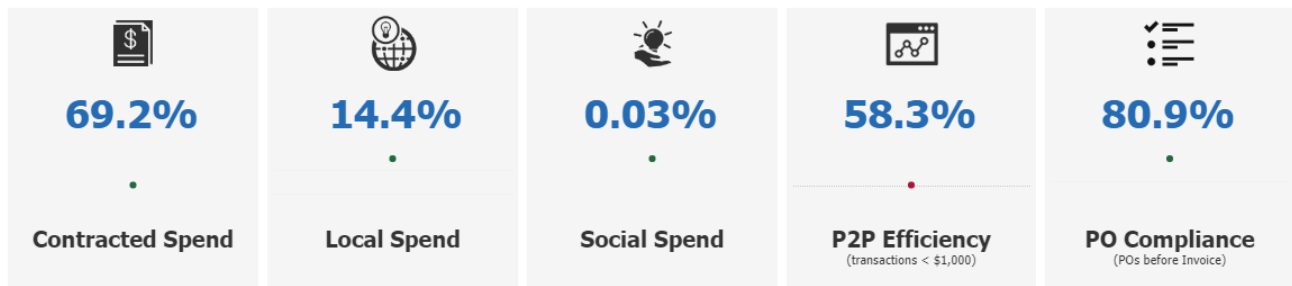 69.2%
14.4%
0.03%
58.3%
80.9%
Contracted Spend
Local Spend
Social Spend
P2P Efficiency
(transactions < $1,000)
PO Compliance
(POs before Invoice)